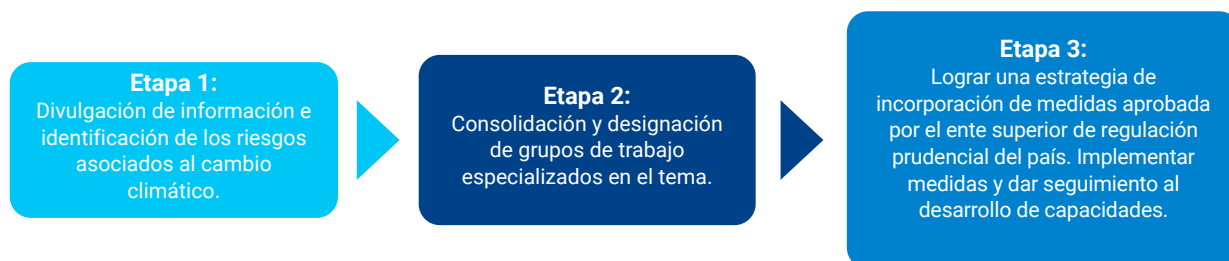 Etapa 1:
Divulgación de información e
identificación de los riesgos
asociados al cambio
climático.
Etapa 2:
Consolidación y designación
de grupos de trabajo
especializados en el tema.
Etapa 3:
Lograr una estrategia de
incorporación de medidas aprobada
por el ente superior de regulación
prudencial del país. Implementar
medidas y dar seguimiento al
desarrollo de capacidades.